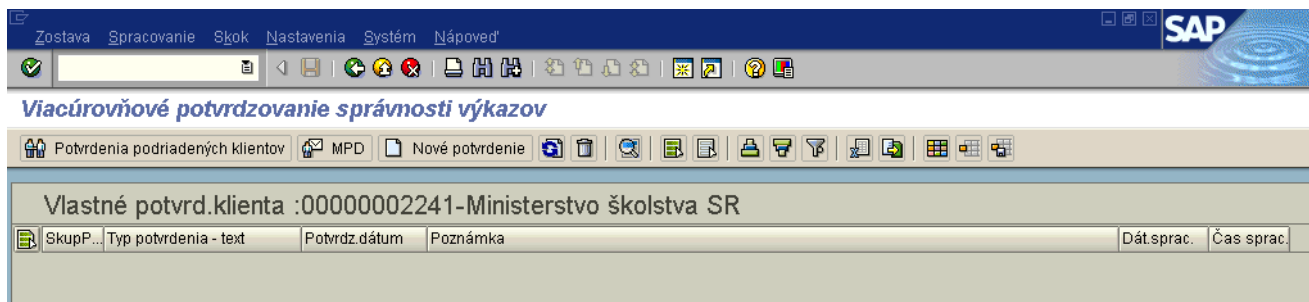 Zostava Spracovanie Skok Nastavenia Systém Nápoveď
SAP
Viacúrovňové potvrdzovanie správnosti výkazov
Potvrdenia podriadených klientov MPD Nové potvrdenie
Vlastné potvrd.klienta :00000002241-Ministerstvo školstva SR
SkupP... Typ potvrdenia - text Potvrdz.dátum Poznámka Dát.sprac. Čas sprac.